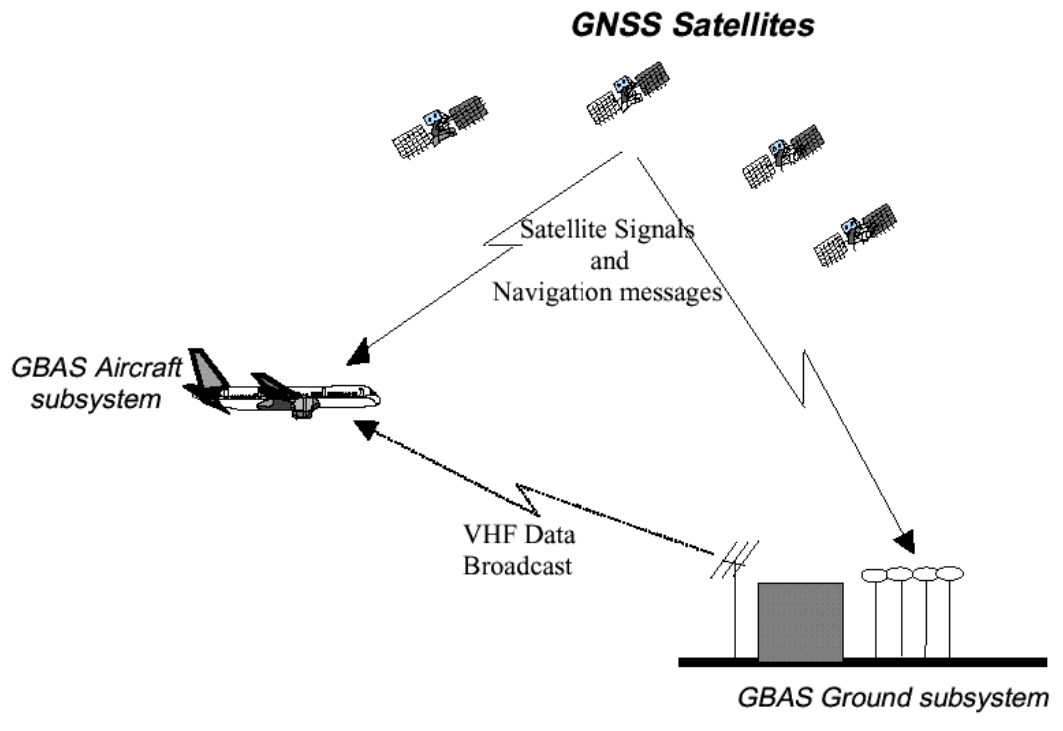 GNSS Satellites
Satellite Signals
and
Navigation messages
GBAS Aircraft
subsystem
VHF Data
Broadcast
GBAS Ground subsystem